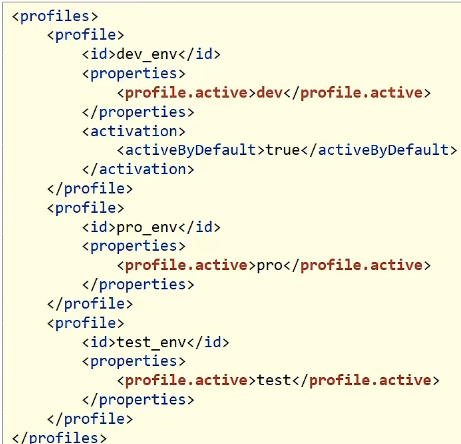 <profiles>
    <profile>
        <id>dev_env</id>
        <properties>
            <profile.active>dev</profile.active>
        </properties>
        <activation>
            <activeByDefault>true</activeByDefault>
        </activation>
    </profile>
    <profile>
        <id>pro_env</id>
        <properties>
            <profile.active>pro</profile.active>
        </properties>
    </profile>
    <profile>
        <id>test_env</id>
        <properties>
            <profile.active>test</profile.active>
        </properties>
    </profile>
</profiles>